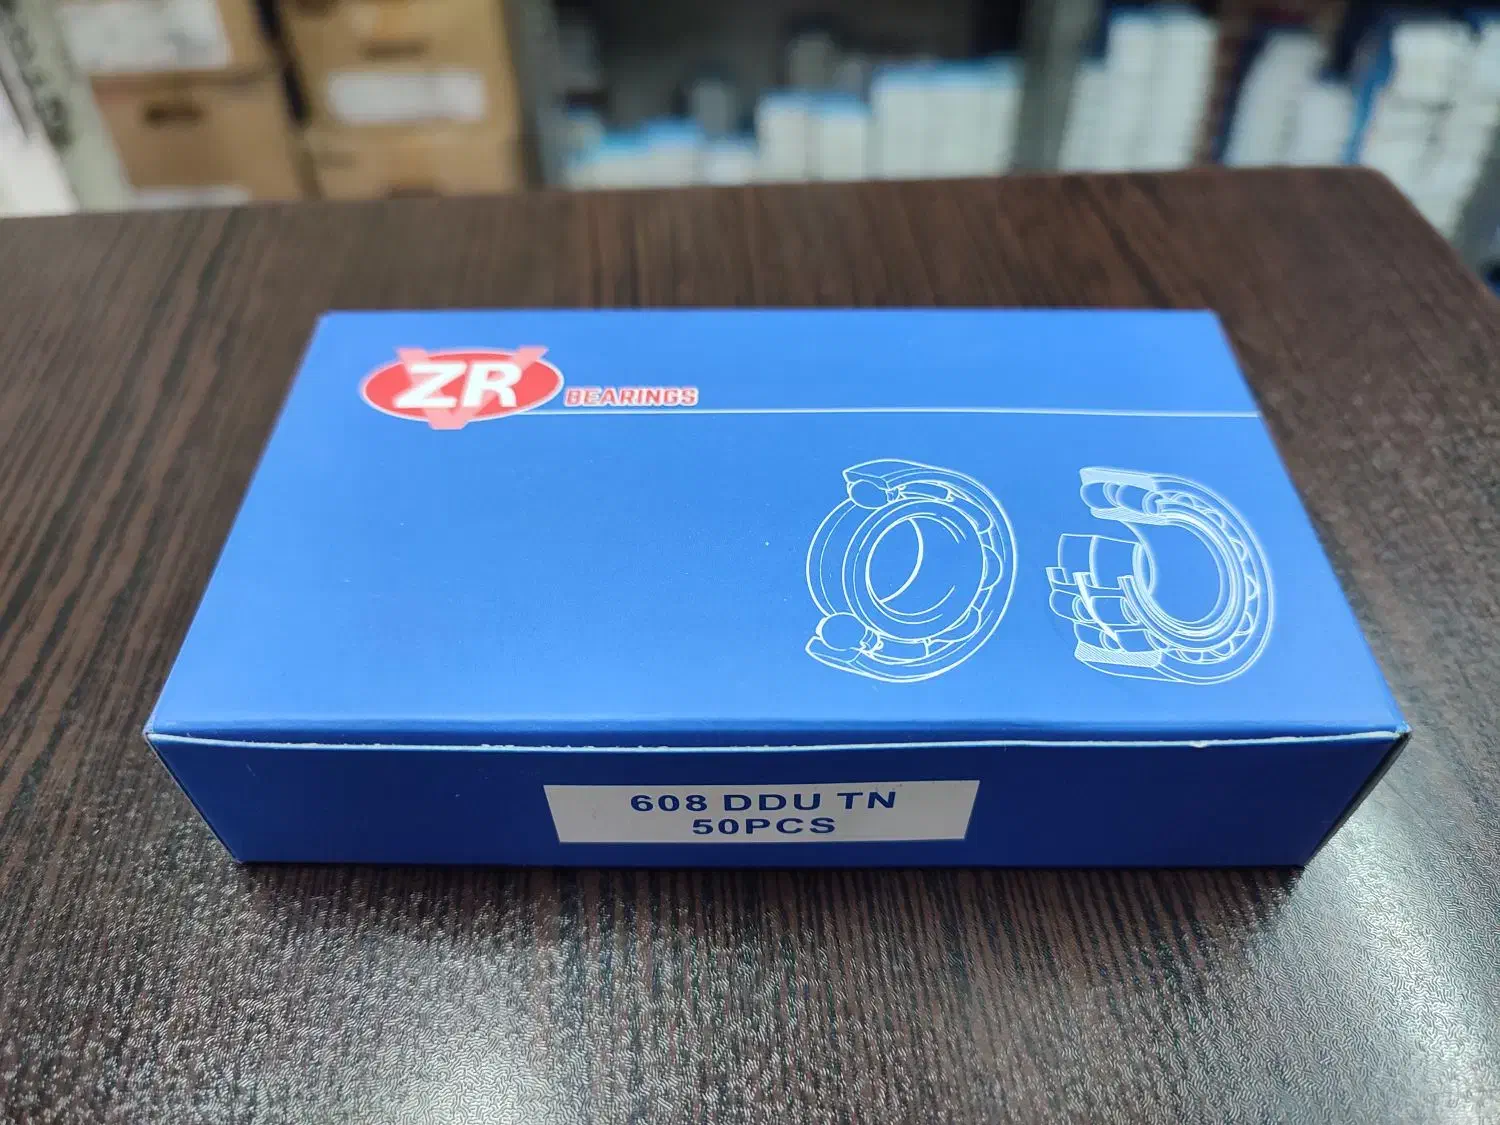 ZR
BEARINGS
608 DDU TN
50PCS